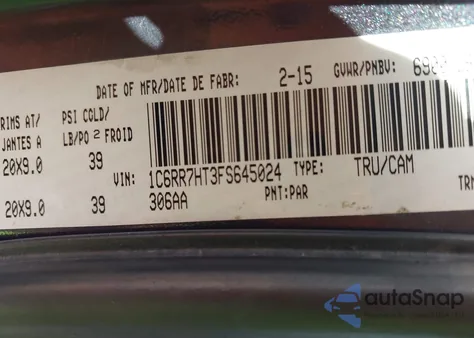 DATE OF MFR/DATE DE FABR: 2-15 GVWR/PNBV:
RIMS AT/ PSI COLD/
JANTES A LB/PO 2 FROID
20X9.0 39
VIN: 1C6RR7HT3FS645024 TYPE: TRU/CAM
20X9.0 39 306AA PNT:PAR
autoSnap